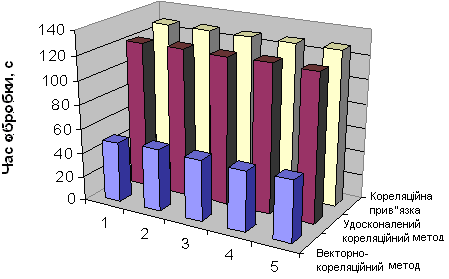 Час обробки, с
140
120
100
80
60
40
20
0
1
2
3
4
5
Кореляційна
прив"язка
Удосконалений
кореляційний метод
Векторно-
кореляційний метод